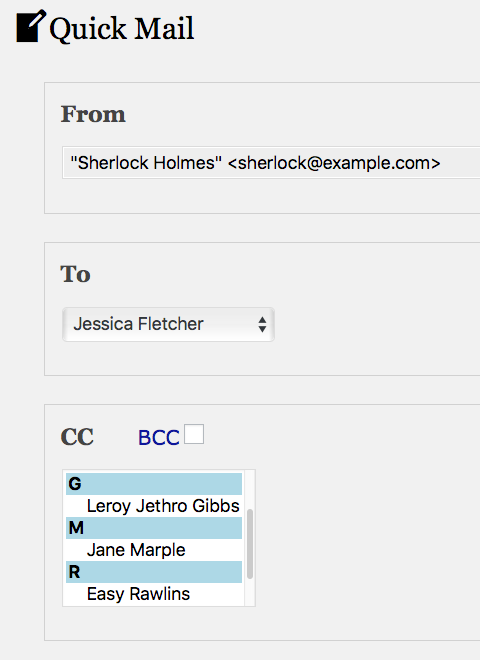 Quick Mail
From
"Sherlock Holmes" <sherlock@example.com>
To
Jessica Fletcher
CC BCC
G
Leroy Jethro Gibbs
M
Jane Marple
R
Easy Rawlins